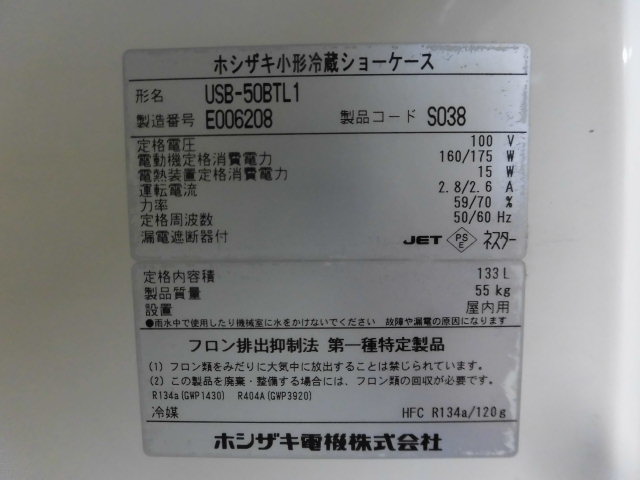 ホシザキ小形冷蔵ショーケース
形名 USB-50BTL1
製造番号 E006208 製品コード S038
定格電圧 100 V
電動機定格消費電力 160/175 W
電熱装置定格消費電力 15 W
運転電流 2.8/2.6 A
力率 59/70 %
定格周波数 50/60 Hz
漏電遮断器付 JET PSE ネスター
定格内容積 133 L
製品質量 55 kg
設置 屋内用
●雨水中で使用したり機械室に水をかけないでください 故障や漏電の原因になります
フロン排出抑制法 第一種特定製品
(1) フロン類をみだりに大気中に放出することは禁じられています。
(2) この製品を廃棄・整備する場合には、フロン類の回収が必要です。
R134a(GWP1430) R404A(GWP3920)
冷媒 HFC R134a/120g
ホシザキ電機株式会社